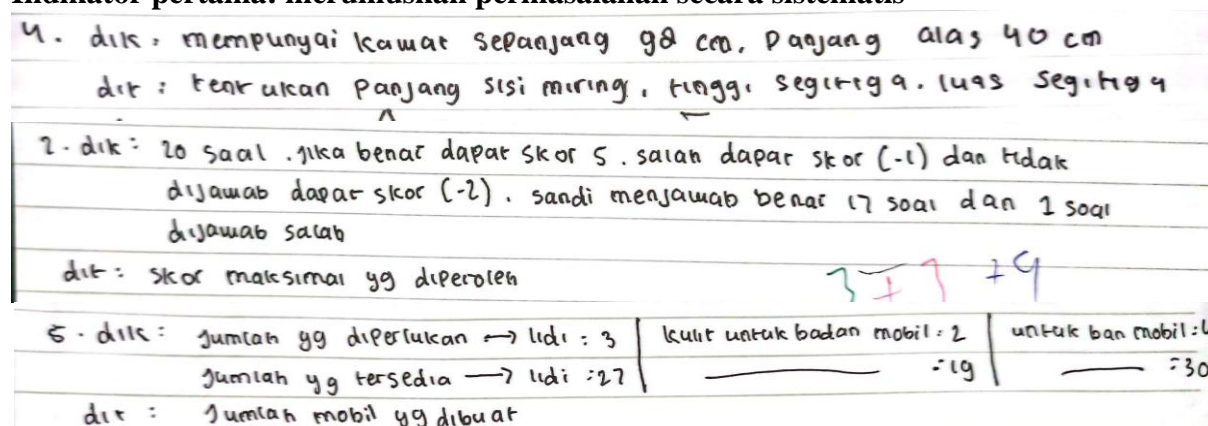 Indikator pertama: merumuskan permasalahan secara sistematis
4. dik, mempunyai kawat sepanjang 98 cm. Panjang alas 40 cm
dit: tentukan panjang sisi miring, tinggi segitiga. luas segitiga
2. dik: 20 saal. jika benar dapat skor 5. salah dapat skor (-1) dan tidak
dijawab dapat skor (-2). sandi menjawab benar 17 soal dan 1 soal
dijawab salah
dit: skor maksimal yg diperoleh
3 + 1 + 9
5. dik: Jumlah yg diperlukan → lidi: 3 | kulit untuk badan mobil: 2 | untuk ban mobil: 4
Jumlah yg tersedia → lidi: 27 | = 19 | = 30
dit: Jumlah mobil yg dibuat